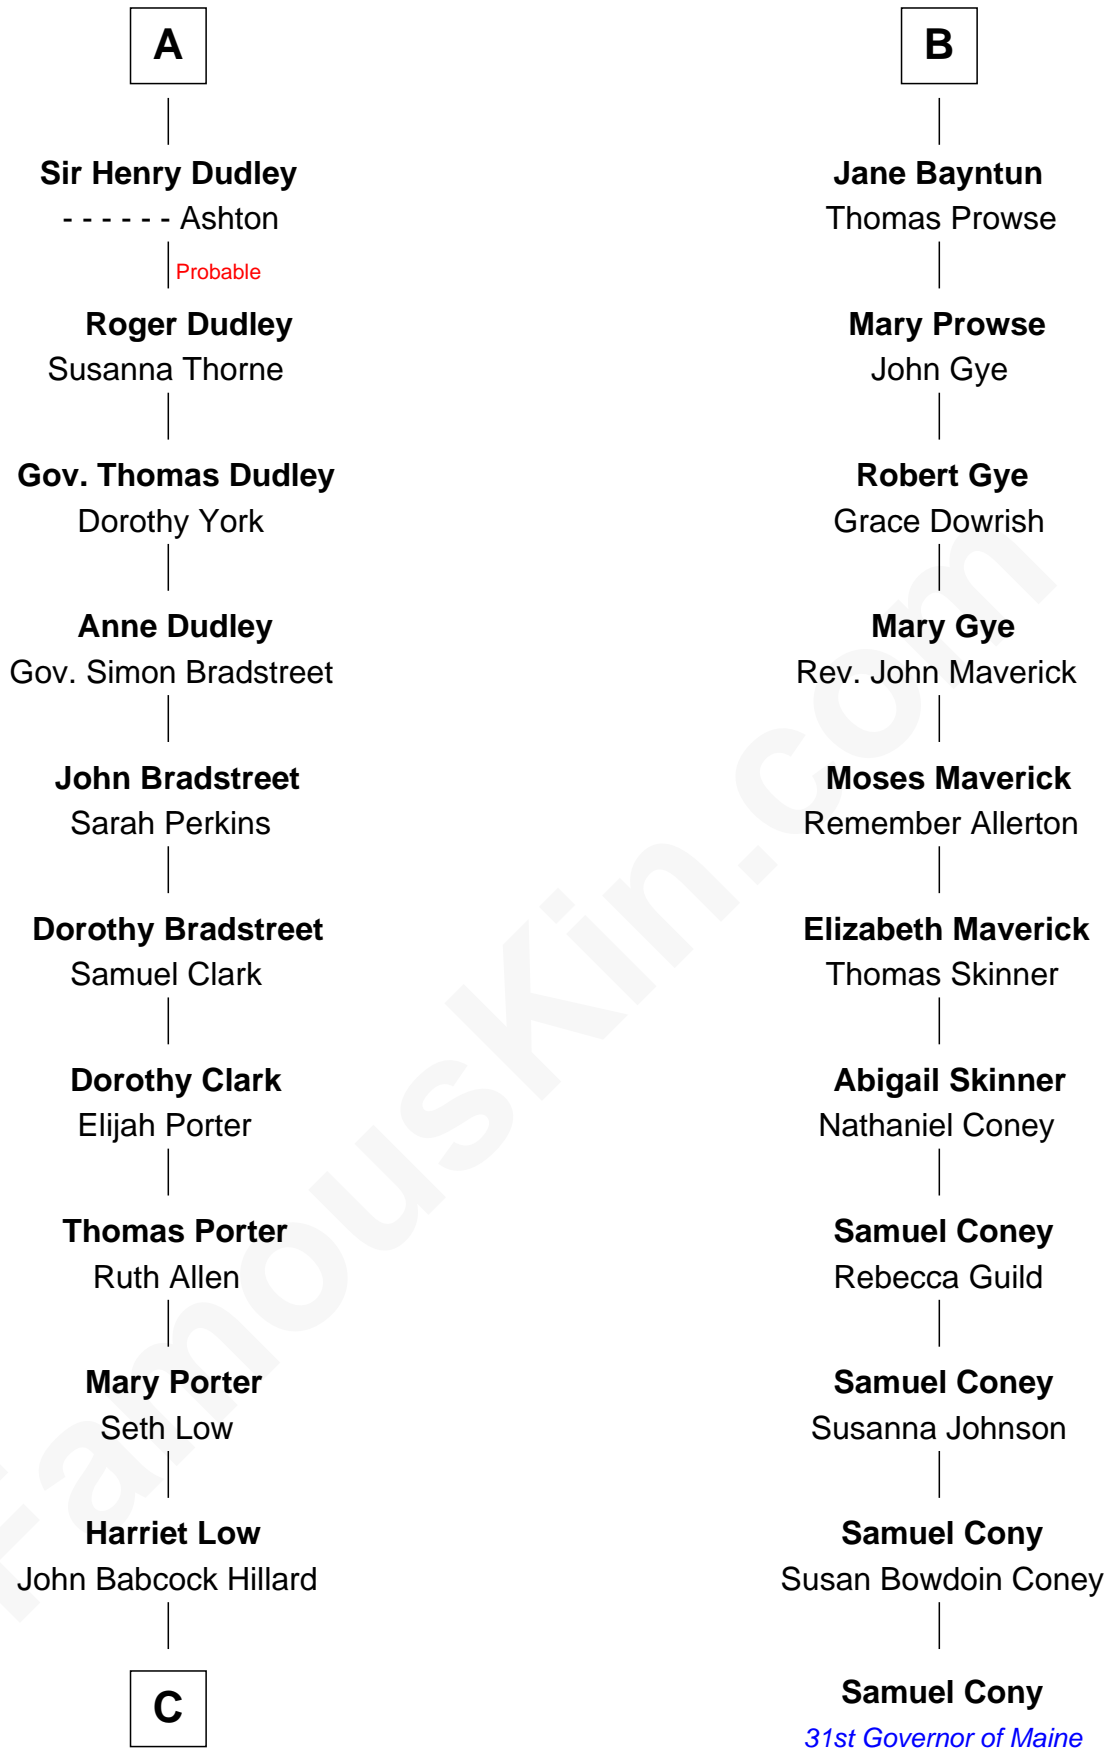 A
Sir Henry Dudley
- - - - - - Ashton
Probable
Roger Dudley
Susanna Thorne
Gov. Thomas Dudley
Dorothy York
Anne Dudley
Gov. Simon Bradstreet
John Bradstreet
Sarah Perkins
Dorothy Bradstreet
Samuel Clark
Dorothy Clark
Elijah Porter
Thomas Porter
Ruth Allen
Mary Porter
Seth Low
Harriet Low
John Babcock Hillard
C
B
Jane Bayntun
Thomas Prowse
Mary Prowse
John Gye
Robert Gye
Grace Dowrish
Mary Gye
Rev. John Maverick
Moses Maverick
Remember Allerton
Elizabeth Maverick
Thomas Skinner
Abigail Skinner
Nathaniel Coney
Samuel Coney
Rebecca Guild
Samuel Coney
Susanna Johnson
Samuel Cony
Susan Bowdoin Coney
Samuel Cony
31st Governor of Maine
FamousKin.com